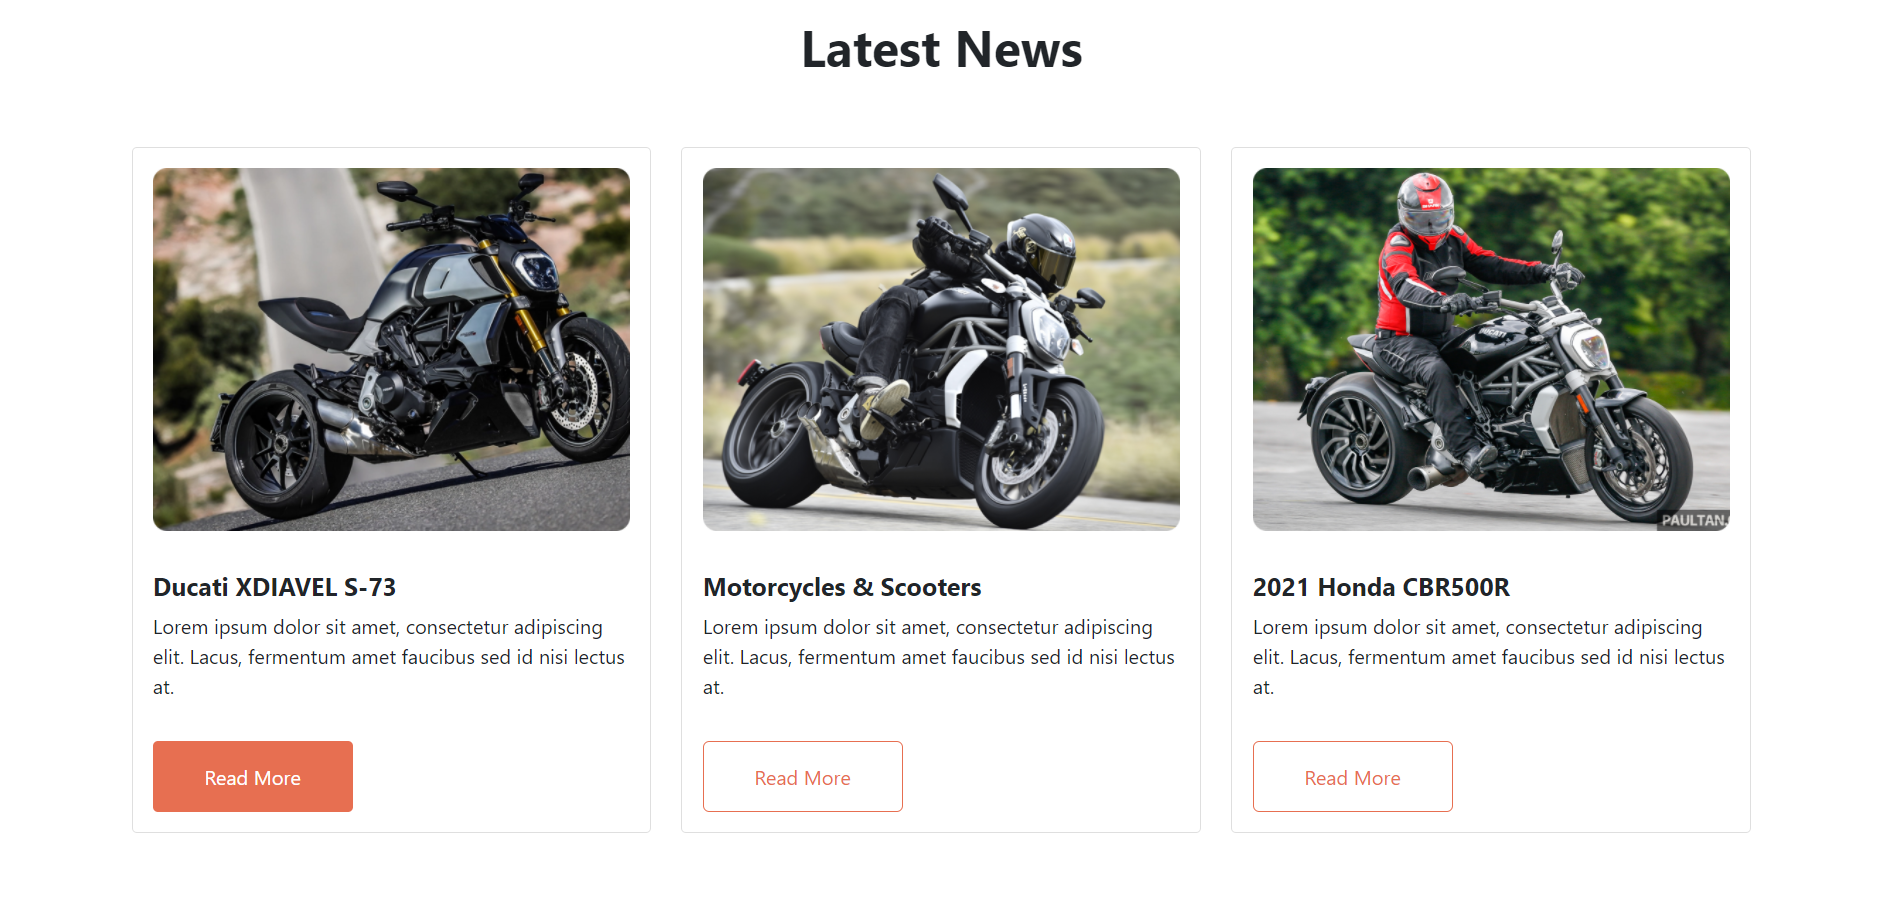 Latest News
DUCATI
PAULTAN.
Ducati XDIAVEL S-73
Lorem ipsum dolor sit amet, consectetur adipiscing
elit. Lacus, fermentum amet faucibus sed id nisi lectus
at.
Read More
Motorcycles & Scooters
Lorem ipsum dolor sit amet, consectetur adipiscing
elit. Lacus, fermentum amet faucibus sed id nisi lectus
at.
Read More
2021 Honda CBR500R
Lorem ipsum dolor sit amet, consectetur adipiscing
elit. Lacus, fermentum amet faucibus sed id nisi lectus
at.
Read More